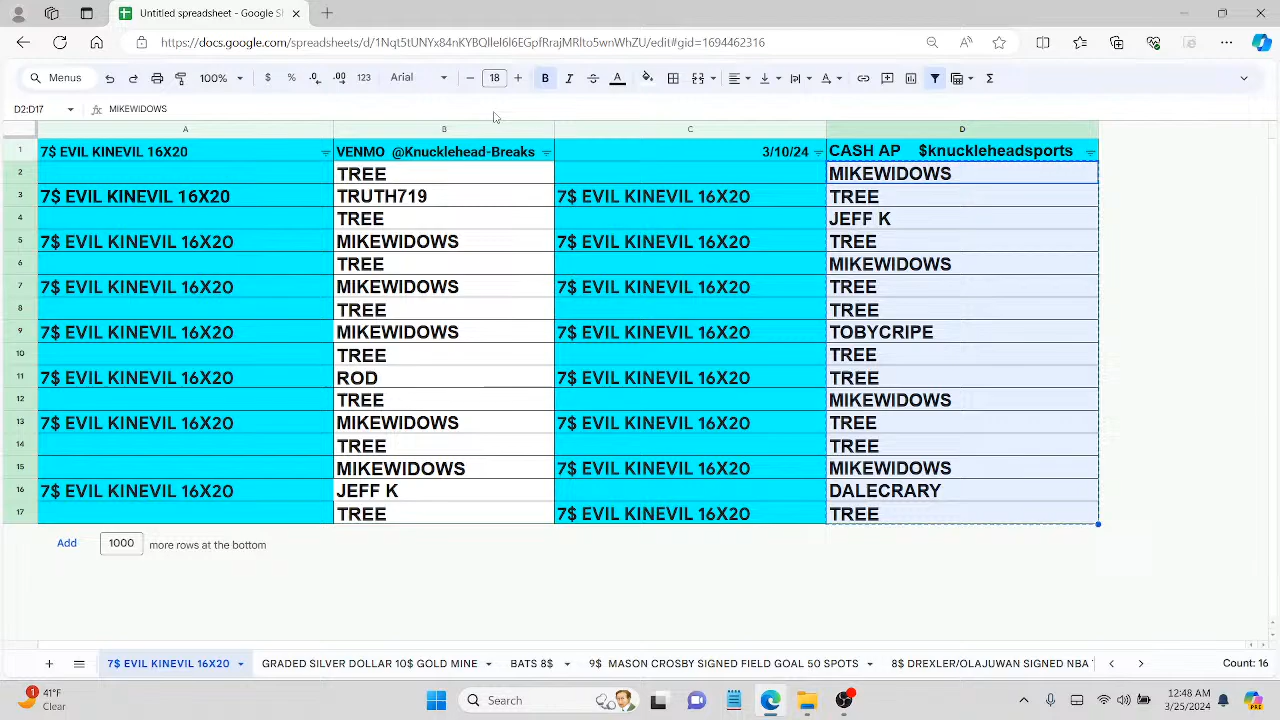 Untitled spreadsheet - Google S
https://docs.google.com/spreadsheets/d/1Nqt5tUNYx84nKYBQJleI6l6EGpfRrajMRIto5wnWhZU/edit#gid=1694462316
Menus 100% $ % .0 .00 123 Arial 18 B I A
D2:D17 fx MIKEWIDOWS
A B C D
1 7$ EVIL KINEVIL 16X20 VENMO @Knucklehead-Breaks 3/10/24 CASH AP $knuckleheadsports
2 TREE MIKEWIDOWS
3 7$ EVIL KINEVIL 16X20 TRUTH719 7$ EVIL KINEVIL 16X20 TREE
4 TREE JEFF K
5 7$ EVIL KINEVIL 16X20 MIKEWIDOWS 7$ EVIL KINEVIL 16X20 TREE
6 TREE MIKEWIDOWS
7 7$ EVIL KINEVIL 16X20 MIKEWIDOWS 7$ EVIL KINEVIL 16X20 TREE
8 TREE TREE
9 7$ EVIL KINEVIL 16X20 MIKEWIDOWS 7$ EVIL KINEVIL 16X20 TOBYCRIPE
10 TREE TREE
11 7$ EVIL KINEVIL 16X20 ROD 7$ EVIL KINEVIL 16X20 TREE
12 TREE MIKEWIDOWS
13 7$ EVIL KINEVIL 16X20 MIKEWIDOWS 7$ EVIL KINEVIL 16X20 TREE
14 TREE TREE
15 MIKEWIDOWS 7$ EVIL KINEVIL 16X20 MIKEWIDOWS
16 7$ EVIL KINEVIL 16X20 JEFF K DALECRARY
17 TREE 7$ EVIL KINEVIL 16X20 TREE
Add 1000 more rows at the bottom
7$ EVIL KINEVIL 16X20 GRADED SILVER DOLLAR 10$ GOLD MINE BATS 8$ 9$ MASON CROSBY SIGNED FIELD GOAL 50 SPOTS 8$ DREXLER/OLAJUWAN SIGNED NBA Count: 16
1 41°F Clear Search 2:48 AM 3/25/2024